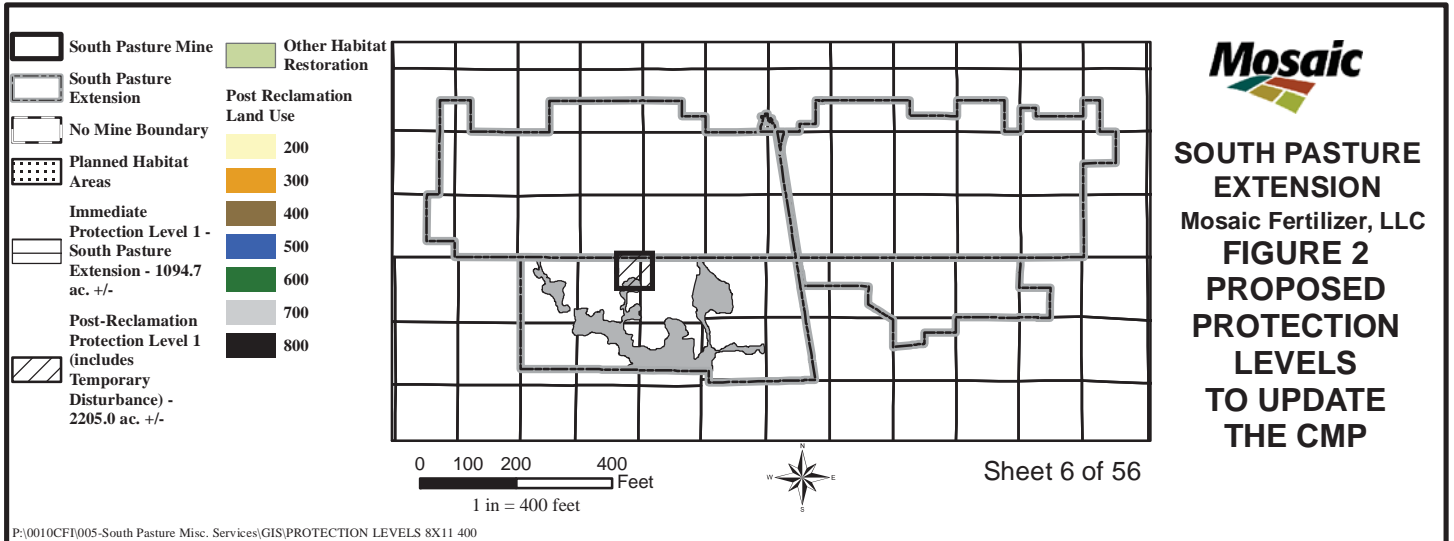 South Pasture Mine
South Pasture
Extension
No Mine Boundary
Planned Habitat
Areas
Immediate
Protection Level 1 -
South Pasture
Extension - 1094.7
ac. +/-
Post-Reclamation
Protection Level 1
(includes
Temporary
Disturbance) -
2205.0 ac. +/-
Other Habitat
Restoration
Post Reclamation
Land Use
200
300
400
500
600
700
800
0 100 200 400
Feet
1 in = 400 feet
N
W E
S
Sheet 6 of 56
Mosaic
SOUTH PASTURE
EXTENSION
Mosaic Fertilizer, LLC
FIGURE 2
PROPOSED
PROTECTION
LEVELS
TO UPDATE
THE CMP
P:\0010CFI\005-South Pasture Misc. Services\GIS\PROTECTION LEVELS 8X11 400